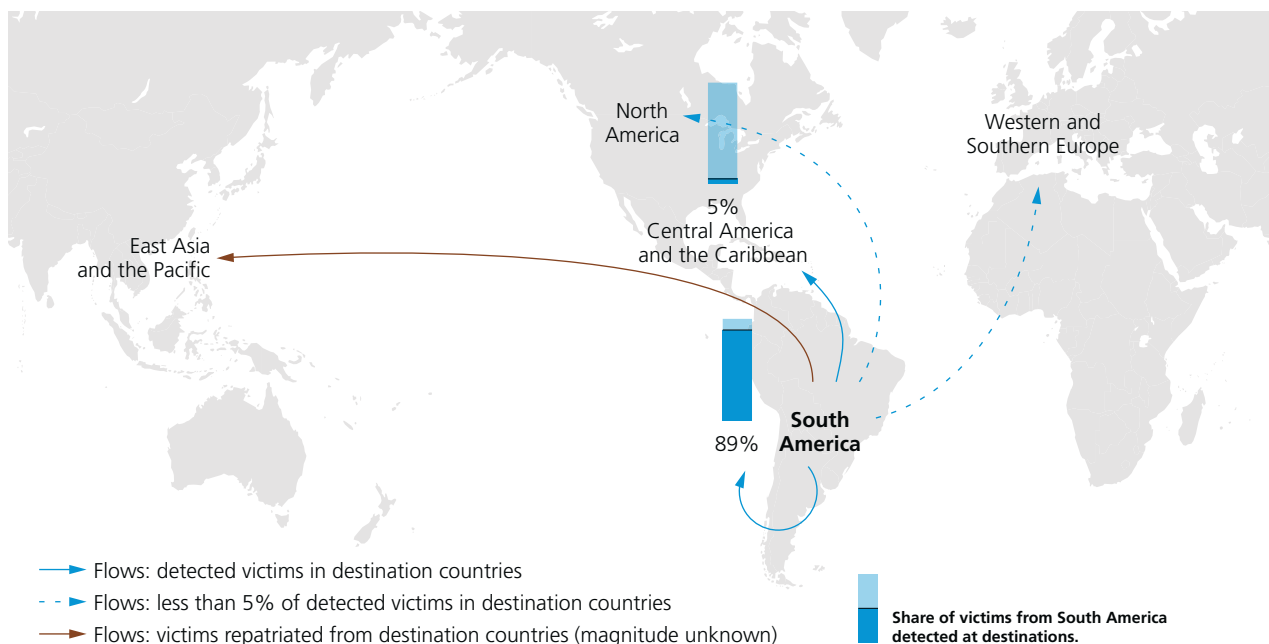 North
America
Western and
Southern Europe
5%
Central America
and the Caribbean
East Asia
and the Pacific
South
America
89%
Flows: detected victims in destination countries
Flows: less than 5% of detected victims in destination countries
Flows: victims repatriated from destination countries (magnitude unknown)
Share of victims from South America
detected at destinations.